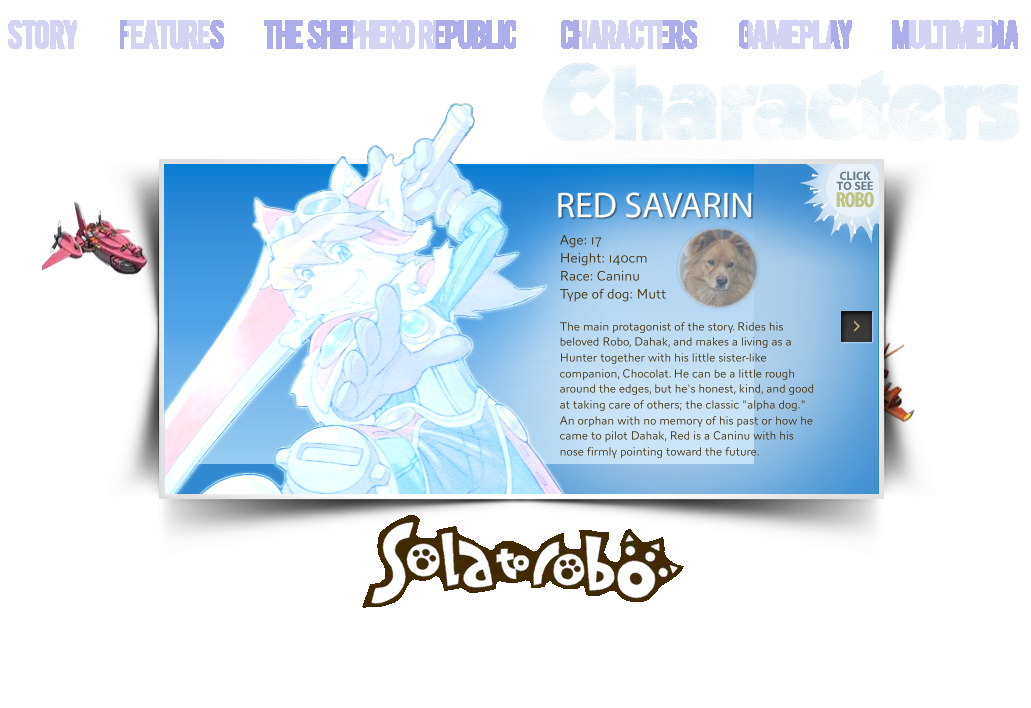 STORY FEATURES THE SHEPHERD REPUBLIC CHARACTERS GAMEPLAY MULTIMEDIA
Characters
CLICK
TO SEE
ROBO
RED SAVARIN
Age: 17
Height: 140cm
Race: Caninu
Type of dog: Mutt
The main protagonist of the story. Rides his
beloved Robo, Dahak, and makes a living as a
Hunter together with his little sister-like
companion, Chocolat. He can be a little rough
around the edges, but he's honest, kind, and good
at taking care of others; the classic "alpha dog."
An orphan with no memory of his past or how he
came to pilot Dahak, Red is a Caninu with his
nose firmly pointing toward the future.
Solatorobo